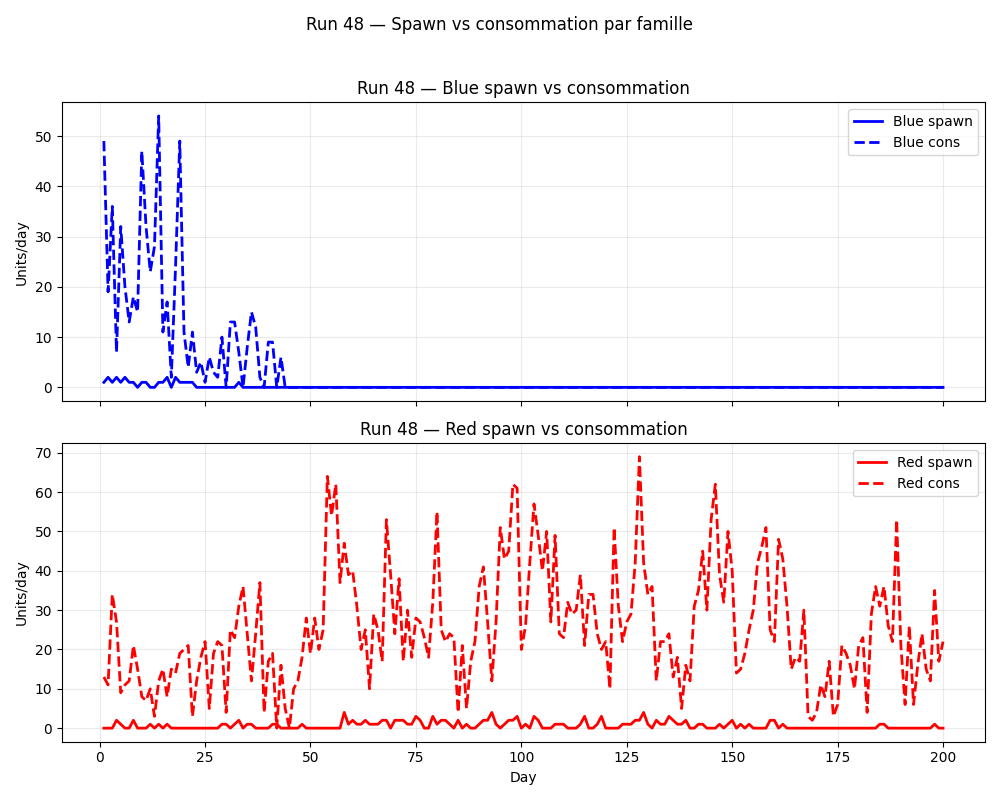 Run 48 — Spawn vs consommation par famille
Run 48 — Blue spawn vs consommation
Blue spawn
Blue cons
50
40
30
20
10
0
Units/day
Run 48 — Red spawn vs consommation
Red spawn
Red cons
70
60
50
40
30
20
10
0
Units/day
0 25 50 75 100 125 150 175 200
Day